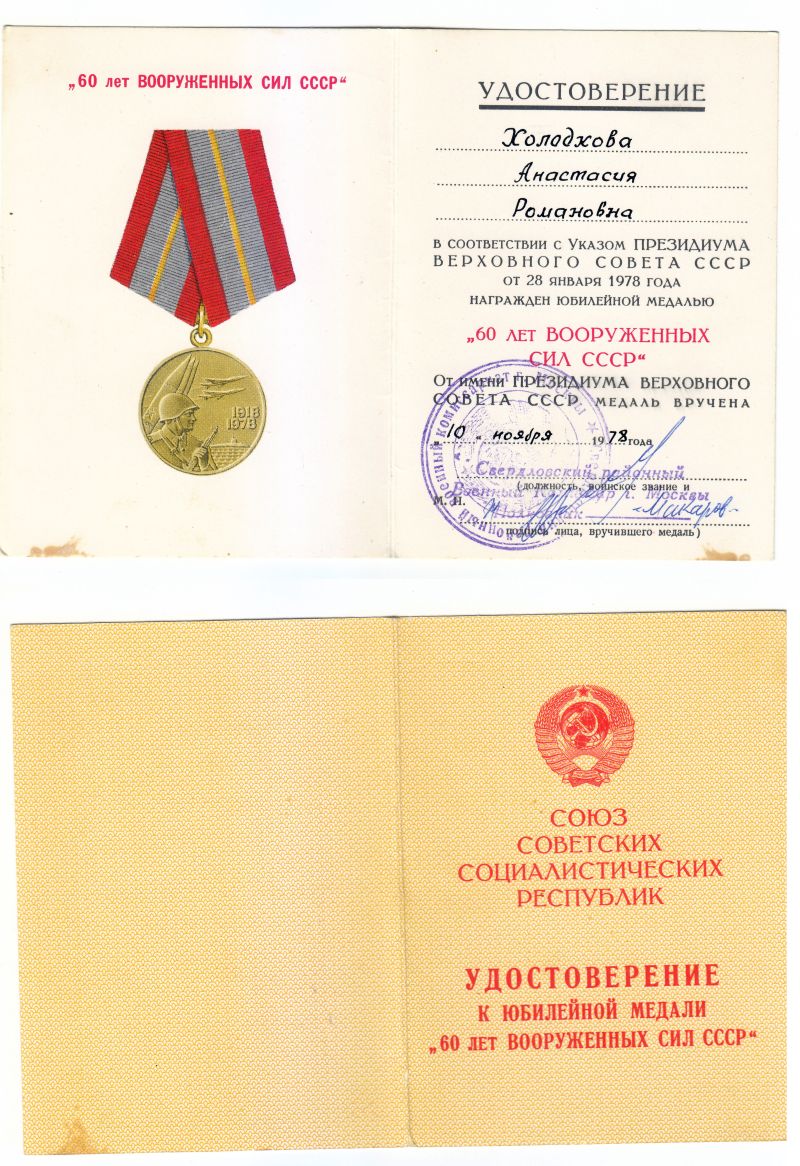 „60 лет ВООРУЖЕННЫХ СИЛ СССР“
1918
1978
УДОСТОВЕРЕНИЕ
Холодкова
Анастасия
Романовна
В СООТВЕТСТВИИ С УКАЗОМ ПРЕЗИДИУМА
ВЕРХОВНОГО СОВЕТА СССР
ОТ 28 ЯНВАРЯ 1978 ГОДА
НАГРАЖДЕН ЮБИЛЕЙНОЙ МЕДАЛЬЮ
„60 ЛЕТ ВООРУЖЕННЫХ
СИЛ СССР“
ОТ ИМЕНИ ПРЕЗИДИУМА ВЕРХОВНОГО
СОВЕТА СССР МЕДАЛЬ ВРУЧЕНА
„10“ ноября 1978 года
Свердловский районный
(должность, воинское звание и
Военный Комиссар г. Москвы
М. П.
Полковник Макаров
подпись лица, вручившего медаль)
СОЮЗ
СОВЕТСКИХ
СОЦИАЛИСТИЧЕСКИХ
РЕСПУБЛИК
УДОСТОВЕРЕНИЕ
К ЮБИЛЕЙНОЙ МЕДАЛИ
„60 ЛЕТ ВООРУЖЕННЫХ СИЛ СССР“